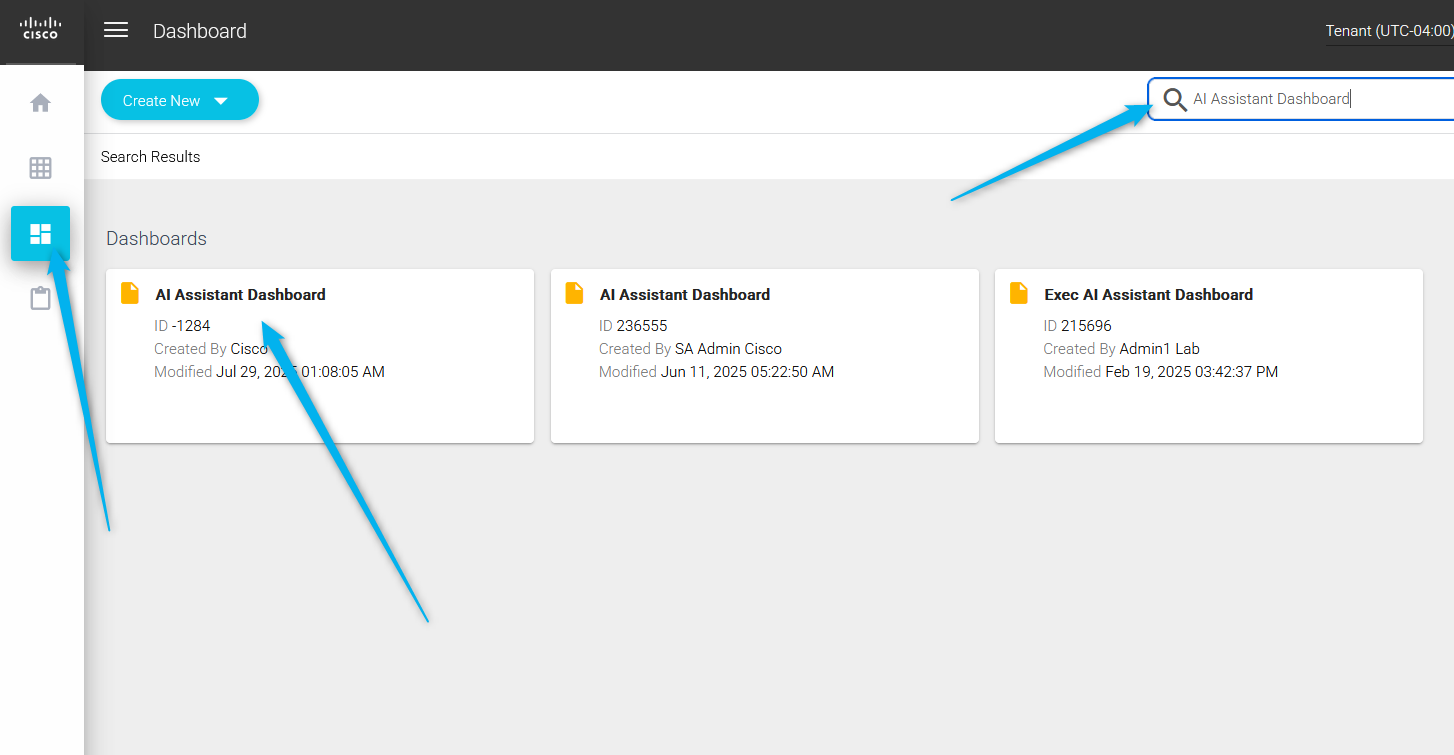 cisco
Dashboard
Tenant (UTC-04:00)
Create New
AI Assistant Dashboard
Search Results
Dashboards
AI Assistant Dashboard
ID -1284
Created By Cisco
Modified Jul 29, 2025 01:08:05 AM
AI Assistant Dashboard
ID 236555
Created By SA Admin Cisco
Modified Jun 11, 2025 05:22:50 AM
Exec AI Assistant Dashboard
ID 215696
Created By Admin1 Lab
Modified Feb 19, 2025 03:42:37 PM